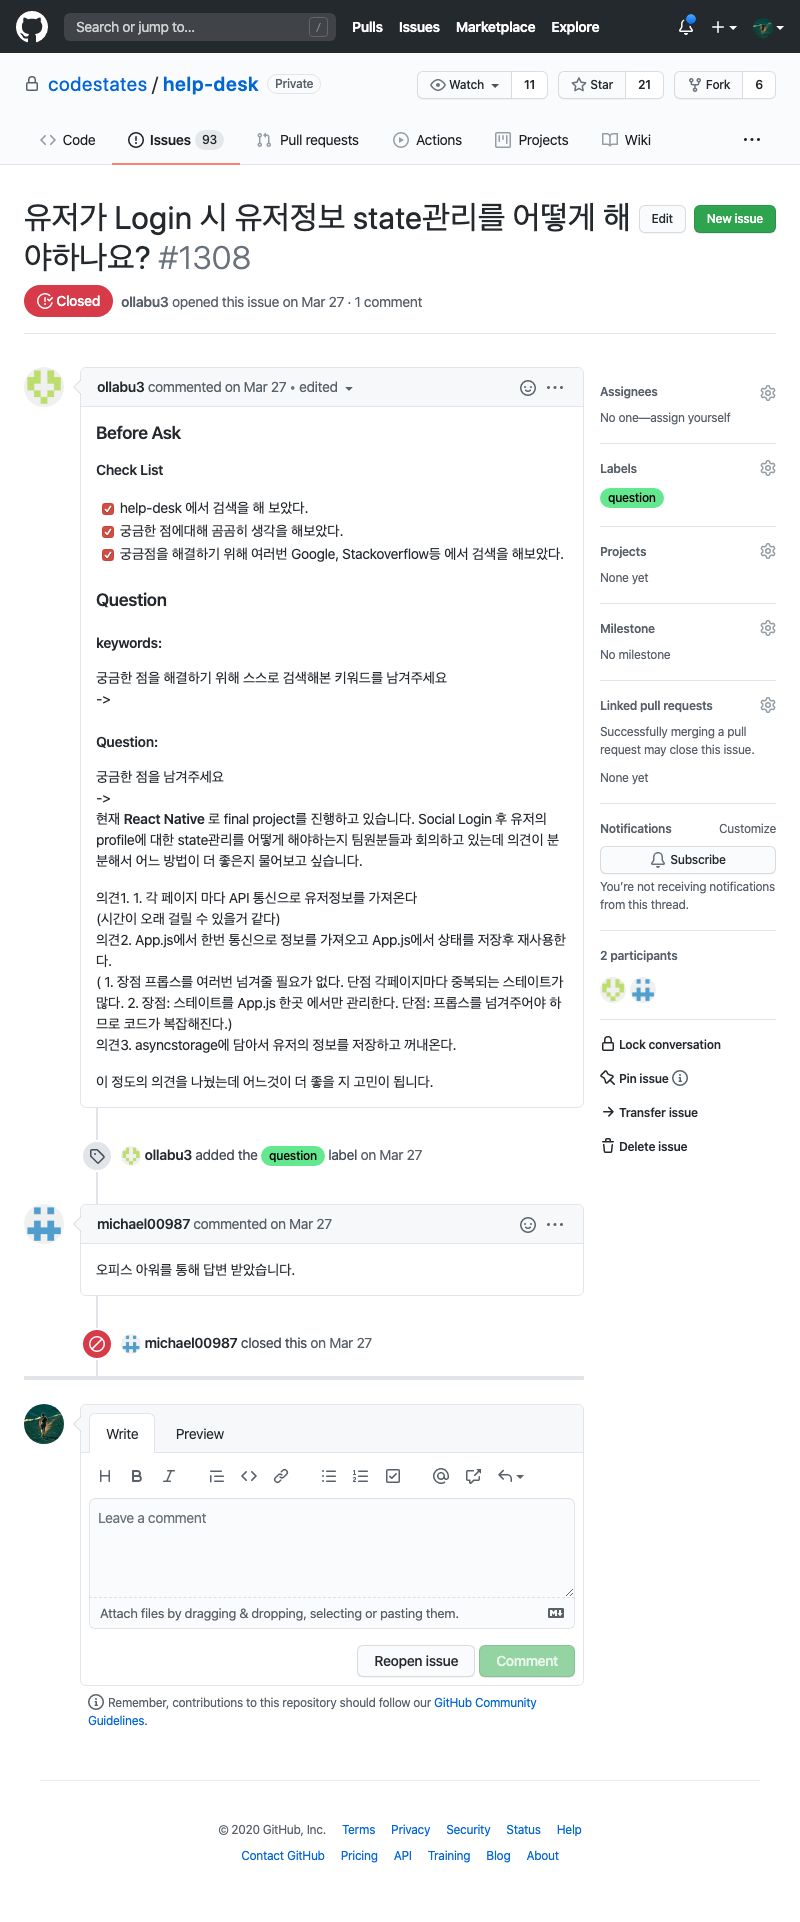 Search or jump to... /
Pulls Issues Marketplace Explore
codestates / help-desk Private
Watch 11 Star 21 Fork 6
Code Issues 93 Pull requests Actions Projects Wiki ...
유저가 Login 시 유저정보 state관리를 어떻게 해
야하나요? #1308
Edit New issue
Closed ollabu3 opened this issue on Mar 27 · 1 comment
ollabu3 commented on Mar 27 • edited
Before Ask
Check List
help-desk 에서 검색을 해 보았다.
궁금한 점에대해 곰곰히 생각을 해보았다.
궁금점을 해결하기 위해 여러번 Google, Stackoverflow등 에서 검색을 해보았다.
Question
keywords:
궁금한 점을 해결하기 위해 스스로 검색해본 키워드를 남겨주세요
->
Question:
궁금한 점을 남겨주세요
->
현재 React Native 로 final project를 진행하고 있습니다. Social Login 후 유저의
profile에 대한 state관리를 어떻게 해야하는지 팀원분들과 회의하고 있는데 의견이 분
분해서 어느 방법이 더 좋은지 물어보고 싶습니다.
의견1. 1. 각 페이지 마다 API 통신으로 유저정보를 가져온다
(시간이 오래 걸릴 수 있을거 같다)
의견2. App.js에서 한번 통신으로 정보를 가져오고 App.js에서 상태를 저장후 재사용한
다.
( 1. 장점 프롭스를 여러번 넘겨줄 필요가 없다. 단점 각페이지마다 중복되는 스테이트가
많다. 2. 장점: 스테이트를 App.js 한곳 에서만 관리한다. 단점: 프롭스를 넘겨주어야 하
므로 코드가 복잡해진다.)
의견3. asyncstorage에 담아서 유저의 정보를 저장하고 꺼내온다.
이 정도의 의견을 나눴는데 어느것이 더 좋을 지 고민이 됩니다.
ollabu3 added the question label on Mar 27
michael00987 commented on Mar 27
오피스 아워를 통해 답변 받았습니다.
michael00987 closed this on Mar 27
Assignees
No one—assign yourself
Labels
question
Projects
None yet
Milestone
No milestone
Linked pull requests
Successfully merging a pull
request may close this issue.
None yet
Notifications Customize
Subscribe
You're not receiving notifications
from this thread.
2 participants
Lock conversation
Pin issue
Transfer issue
Delete issue
Write Preview
H B I
Leave a comment
Attach files by dragging & dropping, selecting or pasting them.
Reopen issue Comment
Remember, contributions to this repository should follow our GitHub Community
Guidelines.
© 2020 GitHub, Inc. Terms Privacy Security Status Help
Contact GitHub Pricing API Training Blog About